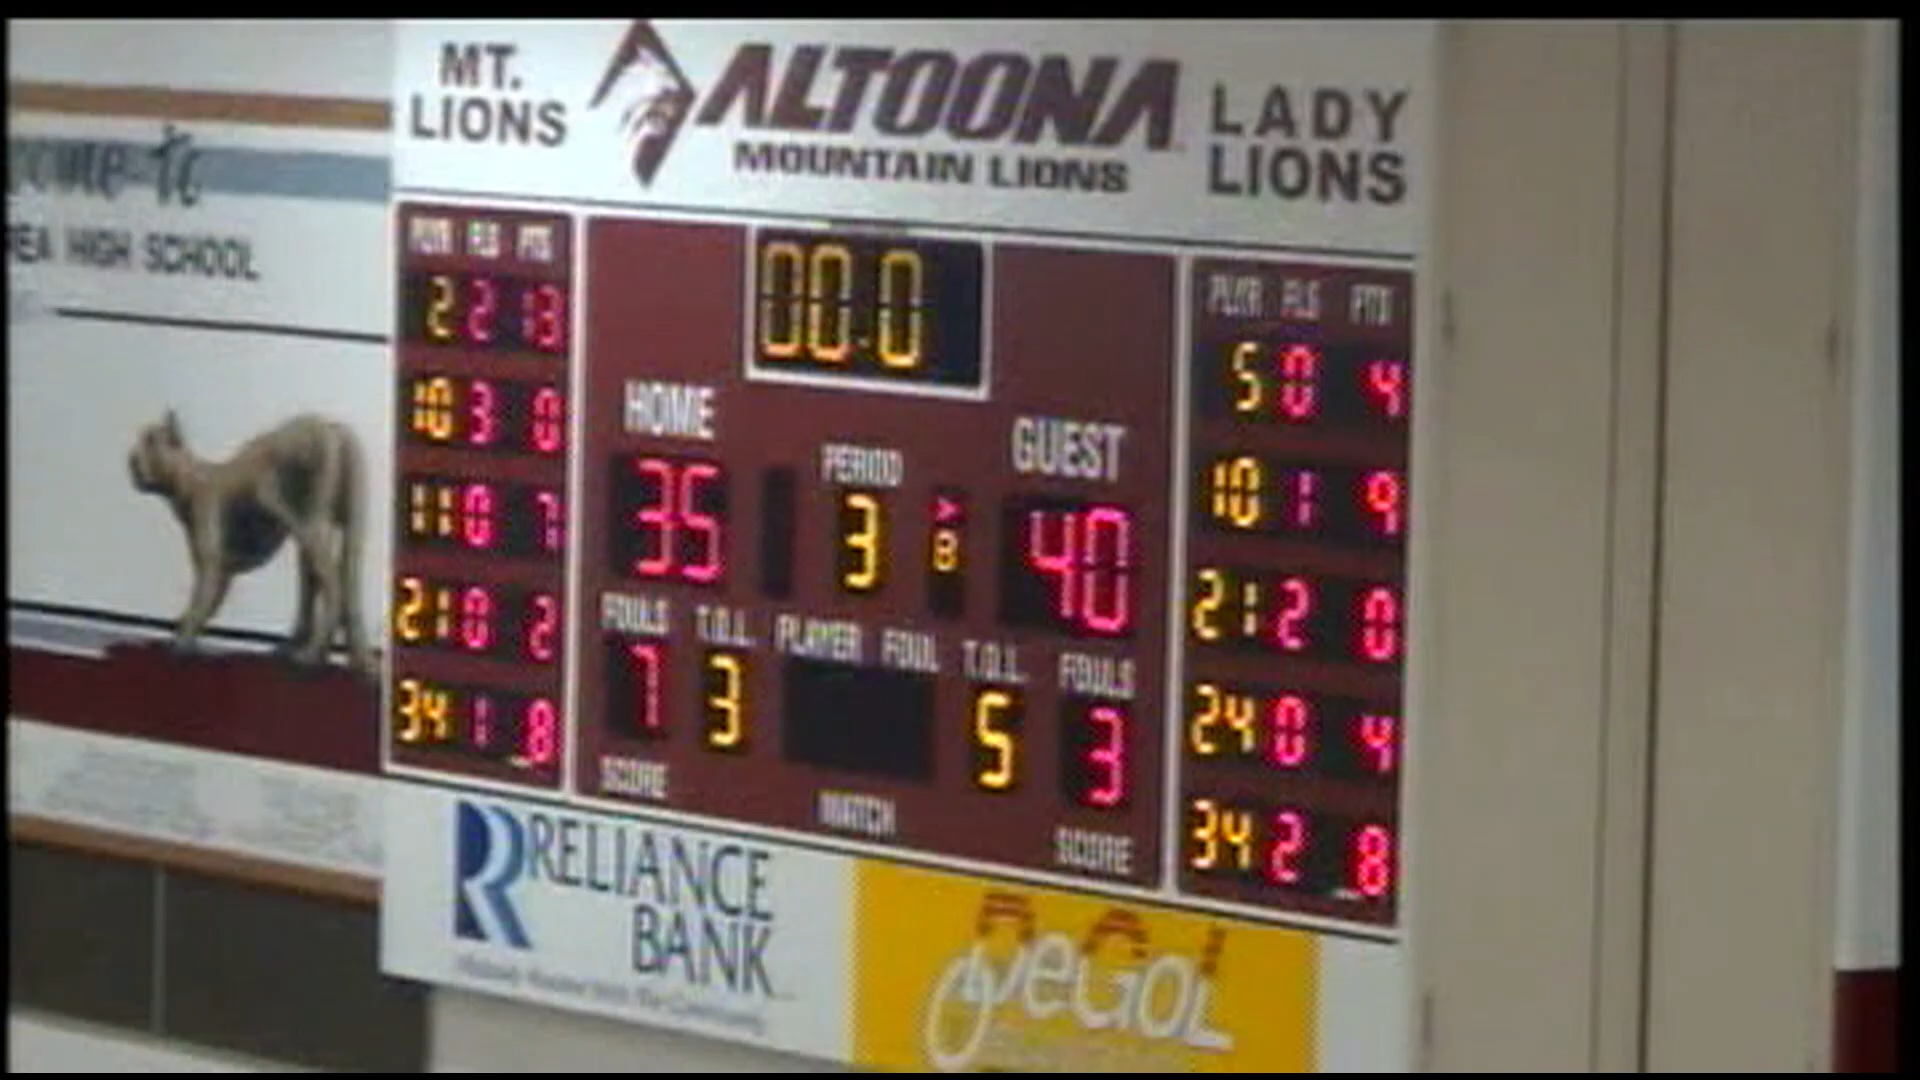 MT.
LIONS
ALTOONA
MOUNTAIN LIONS
LADY
LIONS
to
HIGH SCHOOL
PLYR FLS PTS
2 2 13
10 3 0
11 0 7
21 0 2
34 1 8
00.0
HOME
PERIOD
GUEST
35
3
B
40
FOULS T.O.L. PLAYER FOUL T.O.L. FOULS
7 3 5 3
SCORE
MATCH
SCORE
PLYR FLS PTS
5 0 4
10 1 9
21 2 0
24 0 4
34 2 8
RELIANCE
BANK